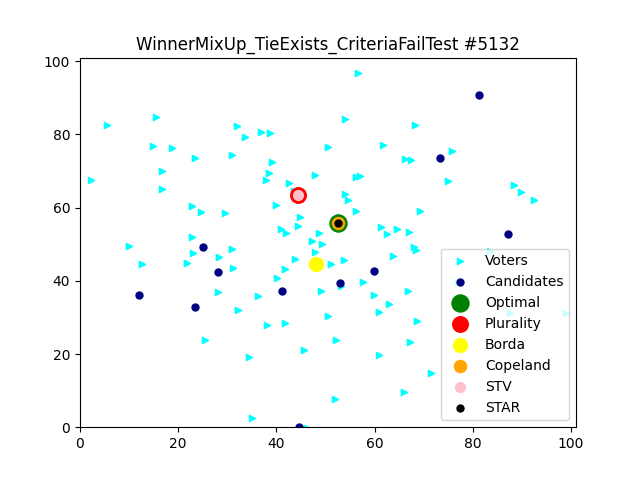 WinnerMixUp_TieExists_CriteriaFailTest #5132
100
80
60
40
20
0
0 20 40 60 80 100
Voters
Candidates
Optimal
Plurality
Borda
Copeland
STV
STAR